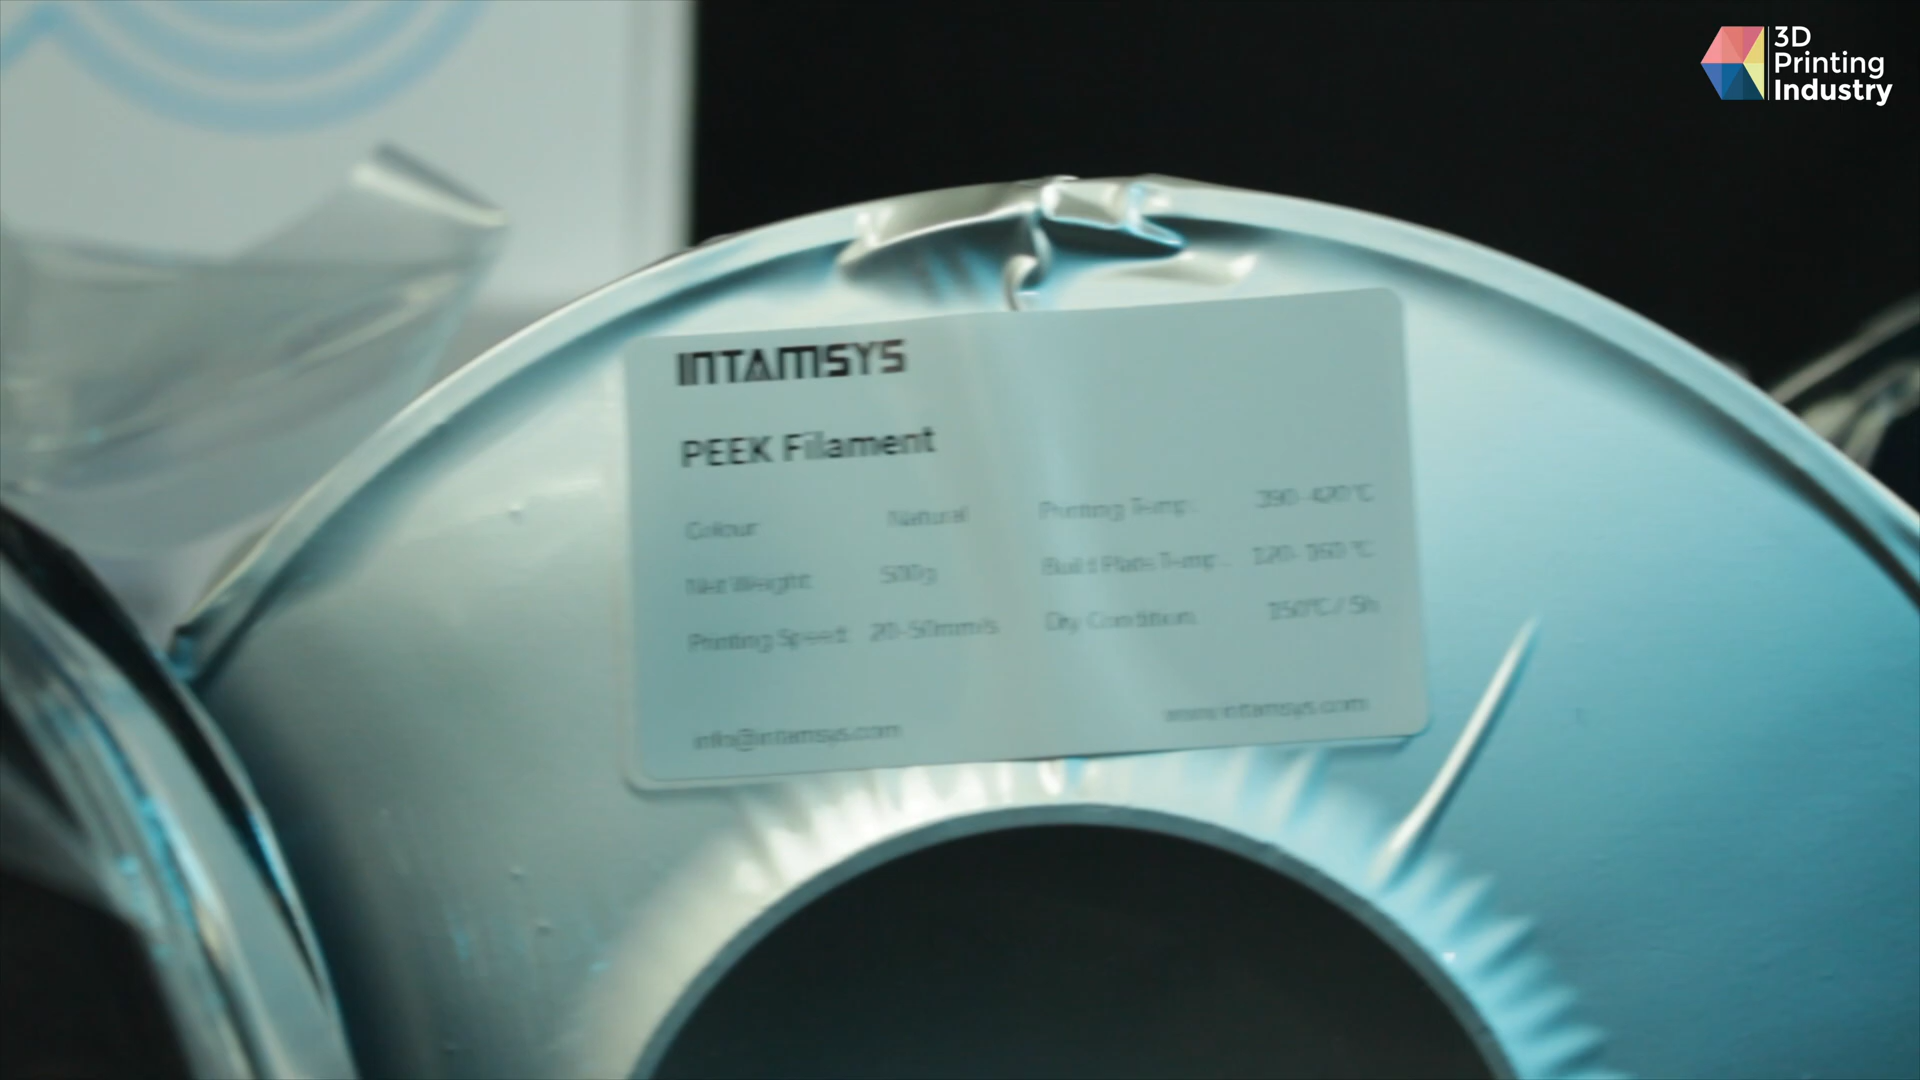 3D
Printing
Industry
INTAMSYS
PEEK Filament
Colour Natural Printing Temp: 390-420℃
Net Weight 500g Build Plate Temp: 120-160℃
Printing Speed 20-50mm/s Dry Condition 150℃/5h
info@intamsys.com www.intamsys.com